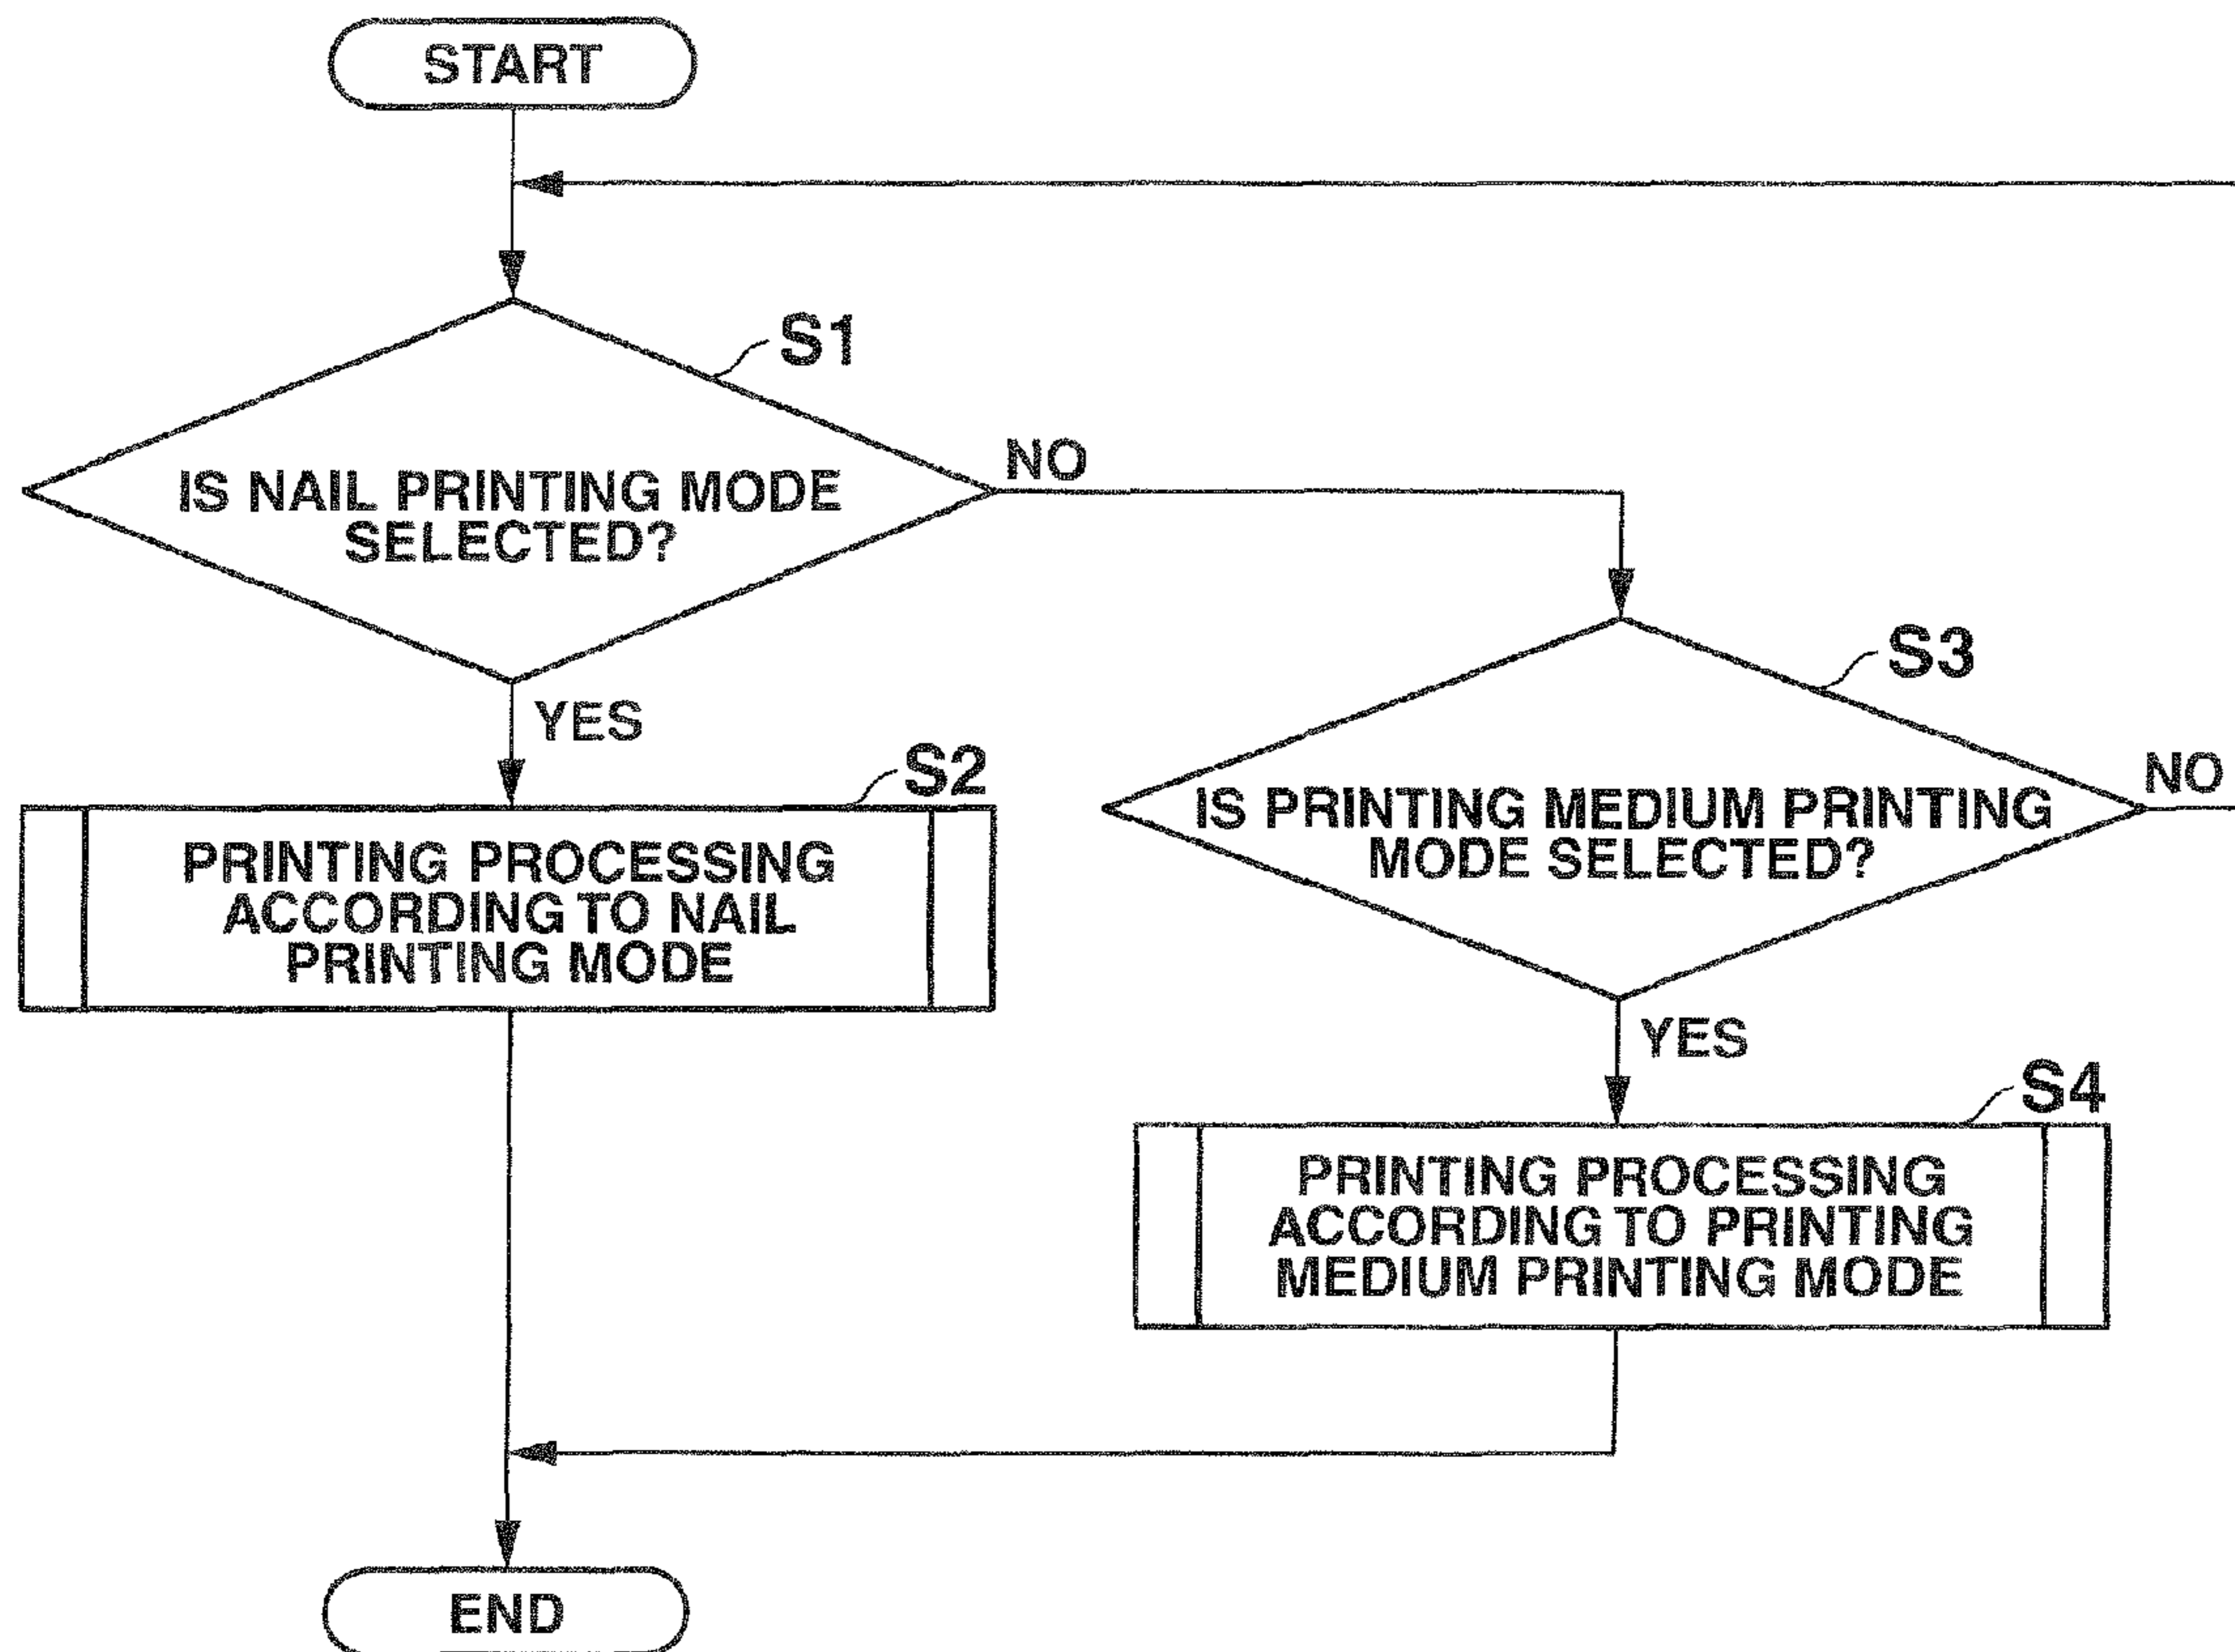 START
S1
IS NAIL PRINTING MODE
SELECTED?
NO
YES
S2
PRINTING PROCESSING
ACCORDING TO NAIL
PRINTING MODE
S3
IS PRINTING MEDIUM PRINTING
MODE SELECTED?
NO
YES
S4
PRINTING PROCESSING
ACCORDING TO PRINTING
MEDIUM PRINTING MODE
END